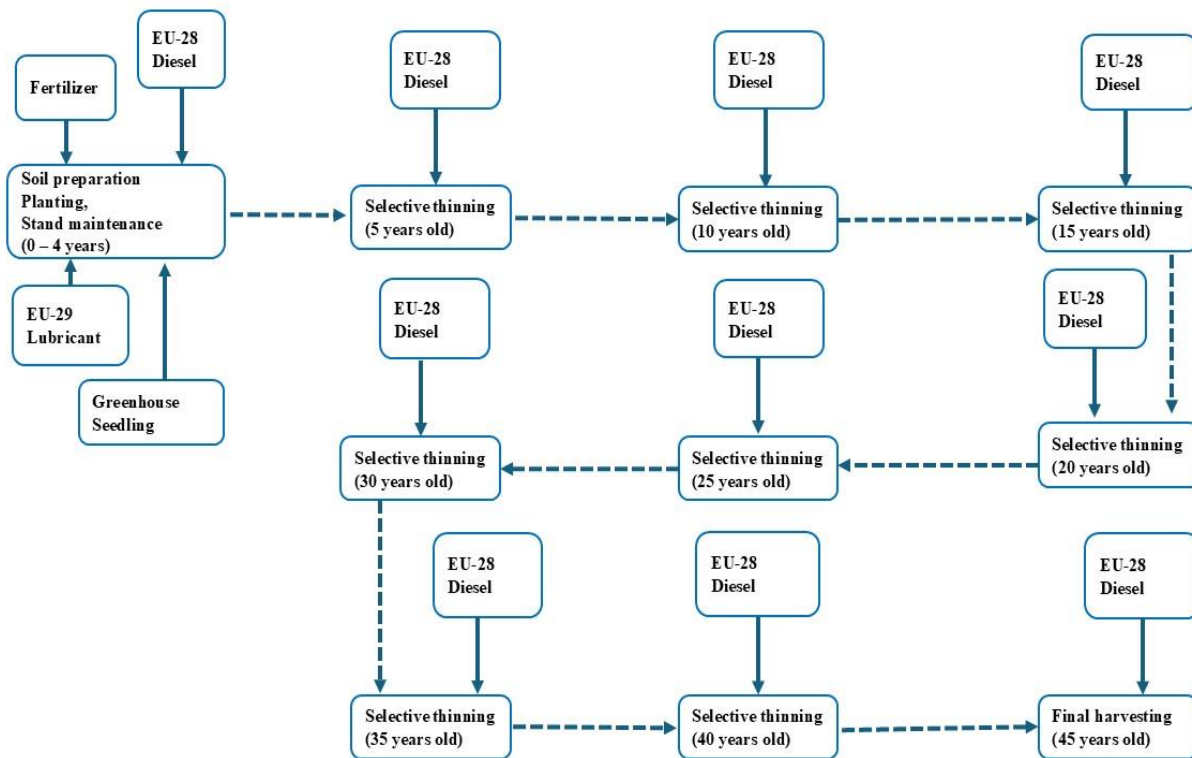 EU-28
Diesel
Fertilizer
Soil preparation
Planting,
Stand maintenance
(0 – 4 years)
EU-29
Lubricant
Greenhouse
Seedling
EU-28
Diesel
Selective thinning
(5 years old)
EU-28
Diesel
Selective thinning
(10 years old)
EU-28
Diesel
Selective thinning
(15 years old)
EU-28
Diesel
Selective thinning
(20 years old)
EU-28
Diesel
Selective thinning
(25 years old)
EU-28
Diesel
Selective thinning
(30 years old)
EU-28
Diesel
Selective thinning
(35 years old)
EU-28
Diesel
Selective thinning
(40 years old)
EU-28
Diesel
Final harvesting
(45 years old)